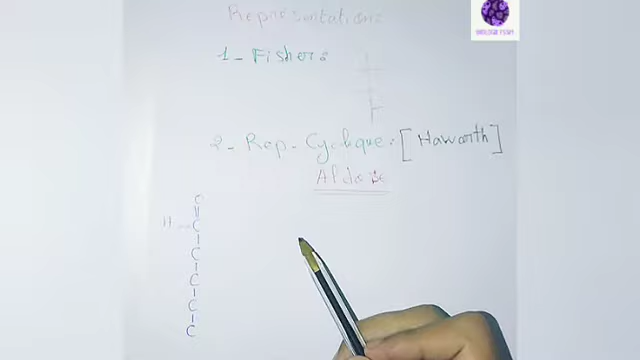 Representations
1 - Fisher :
2 - Rep - Cyclique : [ Haworth ]
Aldose
C
H C
C
C
C
C